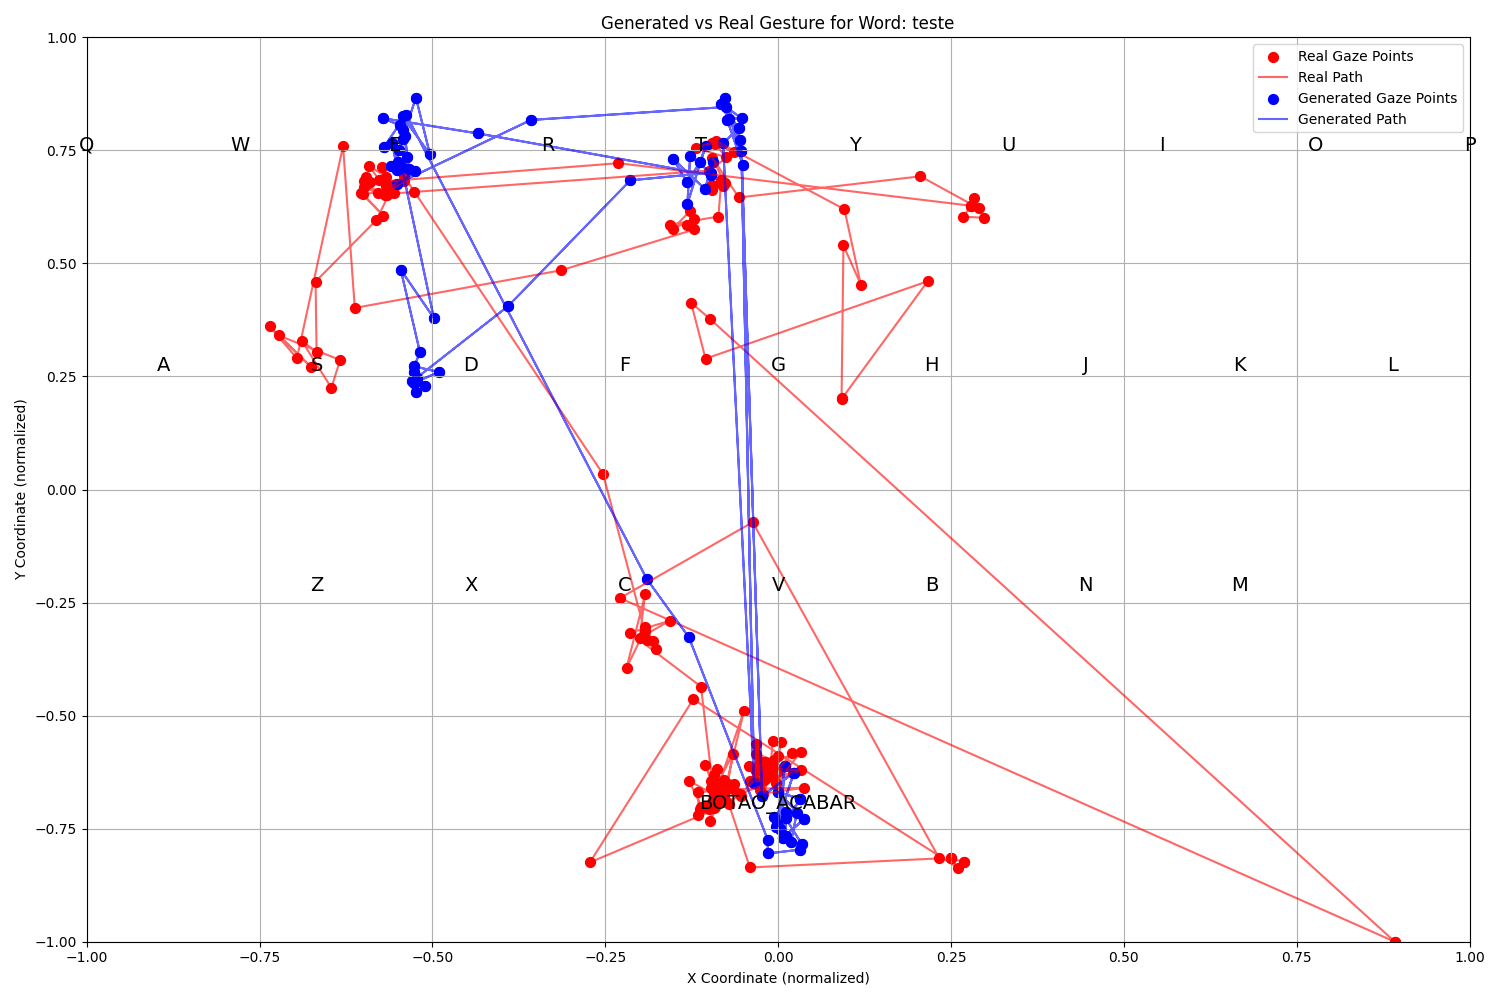 Generated vs Real Gesture for Word: teste
1.00
Real Gaze Points
Real Path
Generated Gaze Points
Generated Path
Q W E R T Y U I O P
0.75
0.50
A S D F G H J K L
0.25
0.00
Z X C V B N M
−0.25
−0.50
BOTAO_ACABAR
−0.75
−1.00
−1.00 −0.75 −0.50 −0.25 0.00 0.25 0.50 0.75 1.00
X Coordinate (normalized)
Y Coordinate (normalized)